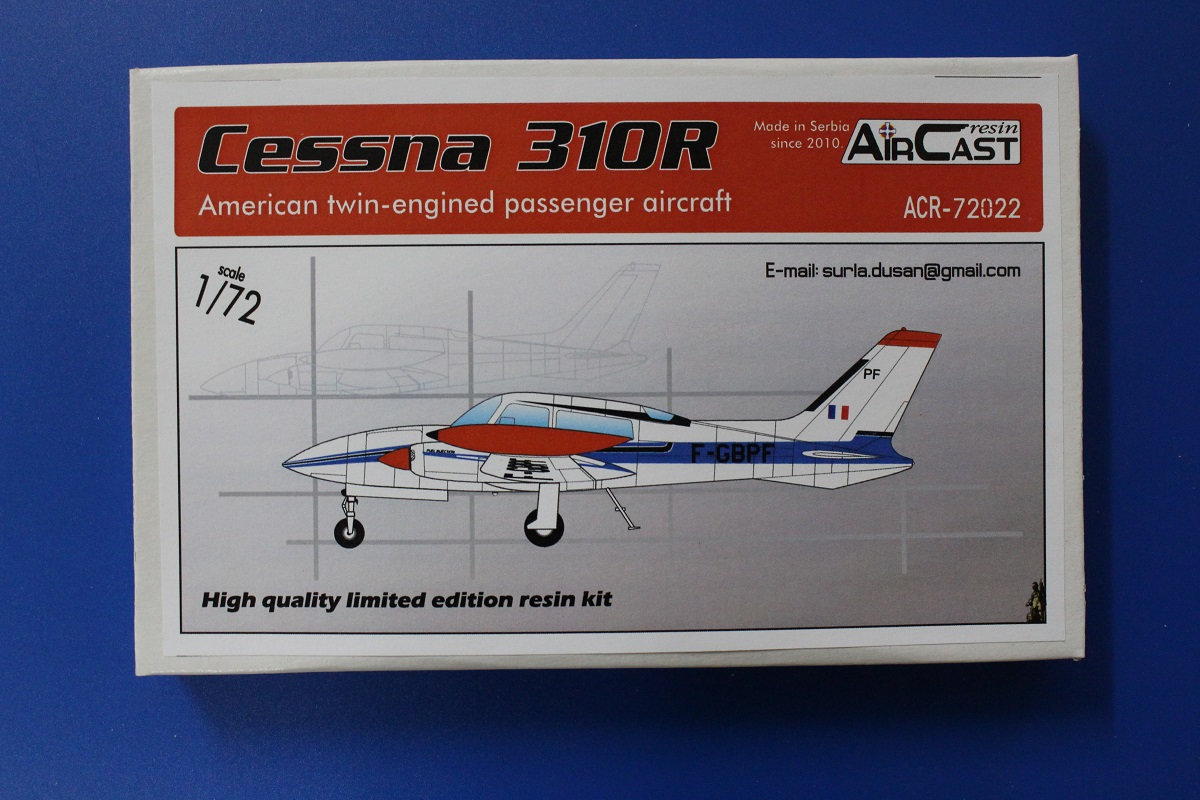 Cessna 310R
American twin-engined passenger aircraft
Made in Serbia
since 2010.
AirCast resin
ACR-72022
scale
1/72
E-mail: surla.dusan@gmail.com
PF
F-GBPF
High quality limited edition resin kit